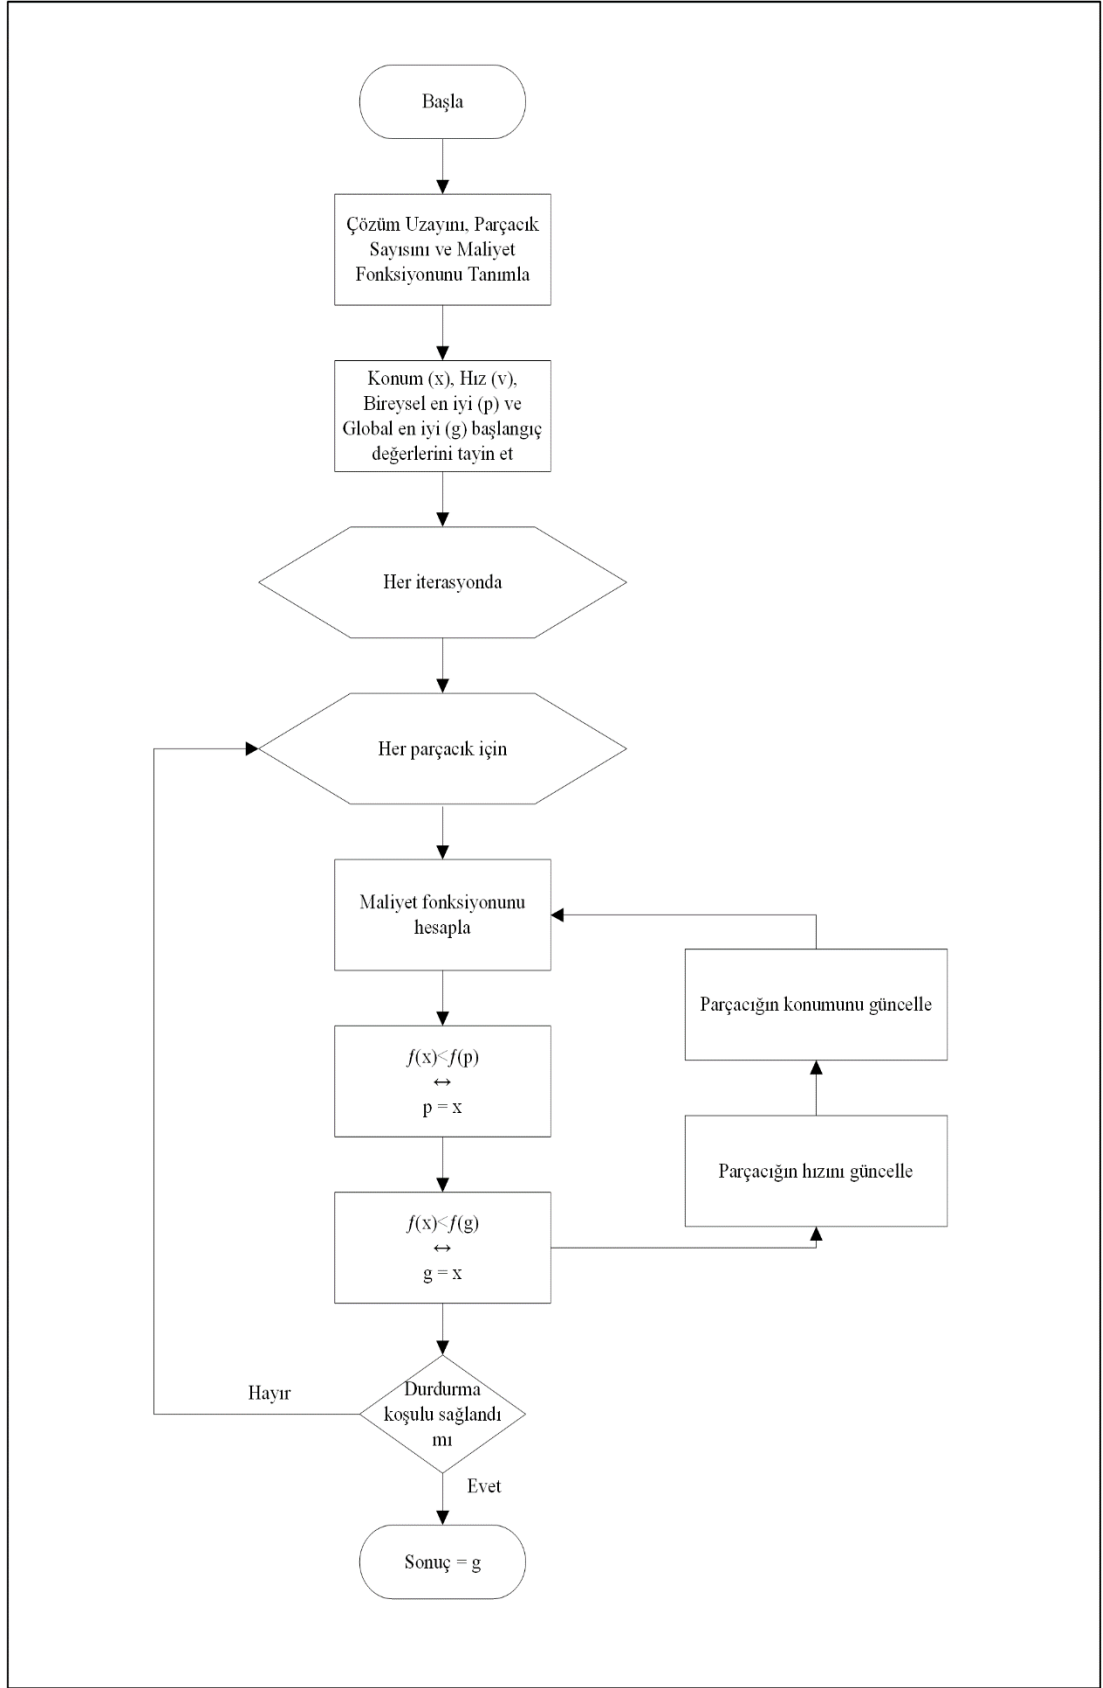 Başla
Çözüm Uzayını, Parçacık
Sayısını ve Maliyet
Fonksiyonunu Tanımla
Konum (x), Hız (v),
Bireysel en iyi (p) ve
Global en iyi (g) başlangıç
değerlerini tayin et
Her iterasyonda
Her parçacık için
Maliyet fonksiyonunu
hesapla
Parçacığın konumunu güncelle
f(x)<f(p)
↔
p = x
Parçacığın hızını güncelle
f(x)<f(g)
↔
g = x
Durdurma
koşulu sağlandı
mı
Hayır
Evet
Sonuç = g